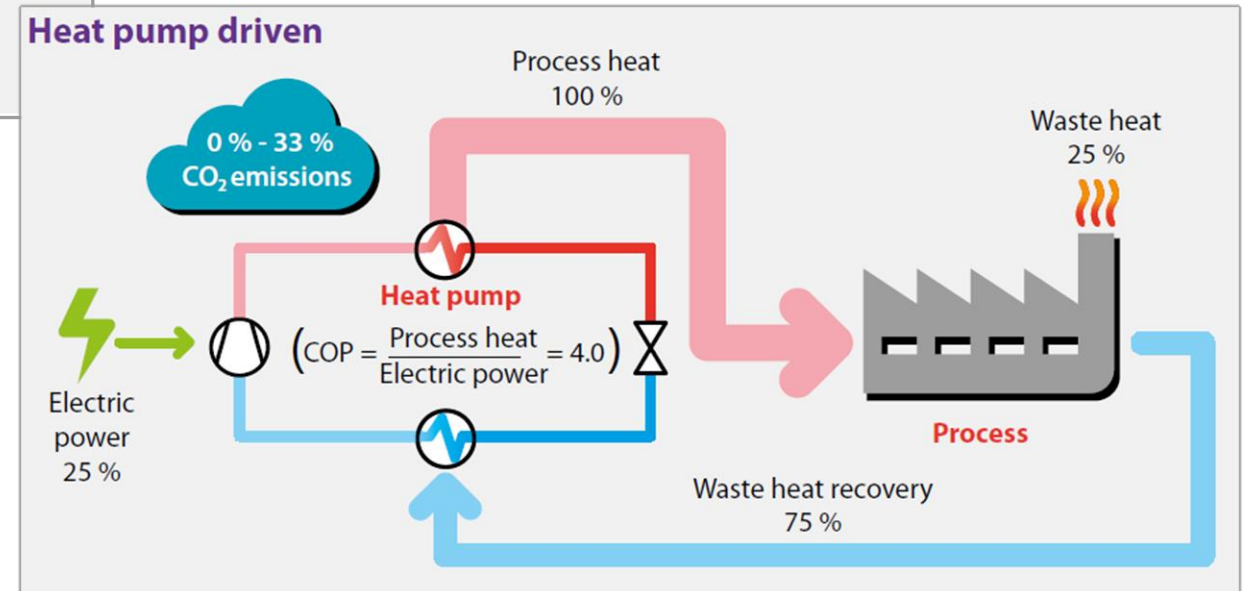 Heat pump driven
Process heat
100 %
Waste heat
25 %
0 % - 33 %
CO₂ emissions
Heat pump
(COP = Process heat / Electric power = 4.0)
Electric
power
25 %
Process
Waste heat recovery
75 %